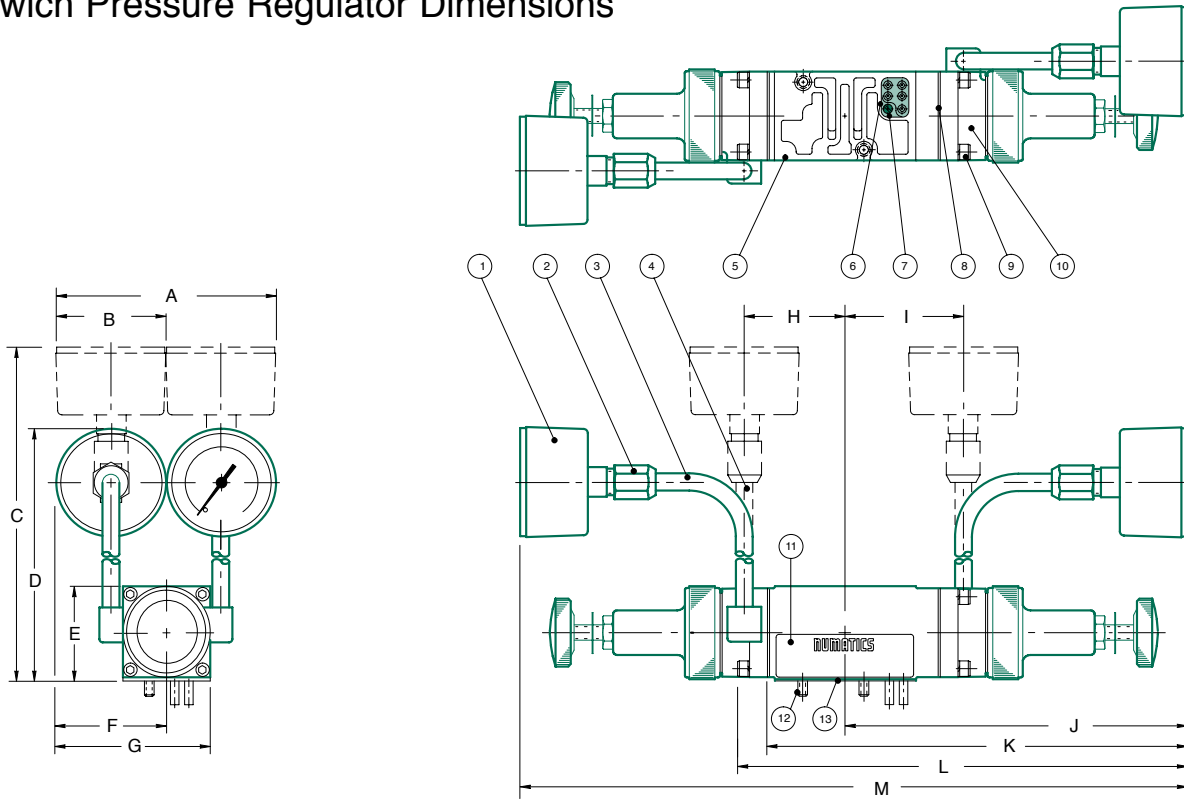 wich Pressure Regulator Dimensions
1 2 3 4 5 6 7 8 9 10
A
B
H I
C
D
11
E
NUMATICS
12 13
F
J
G
K
L
M